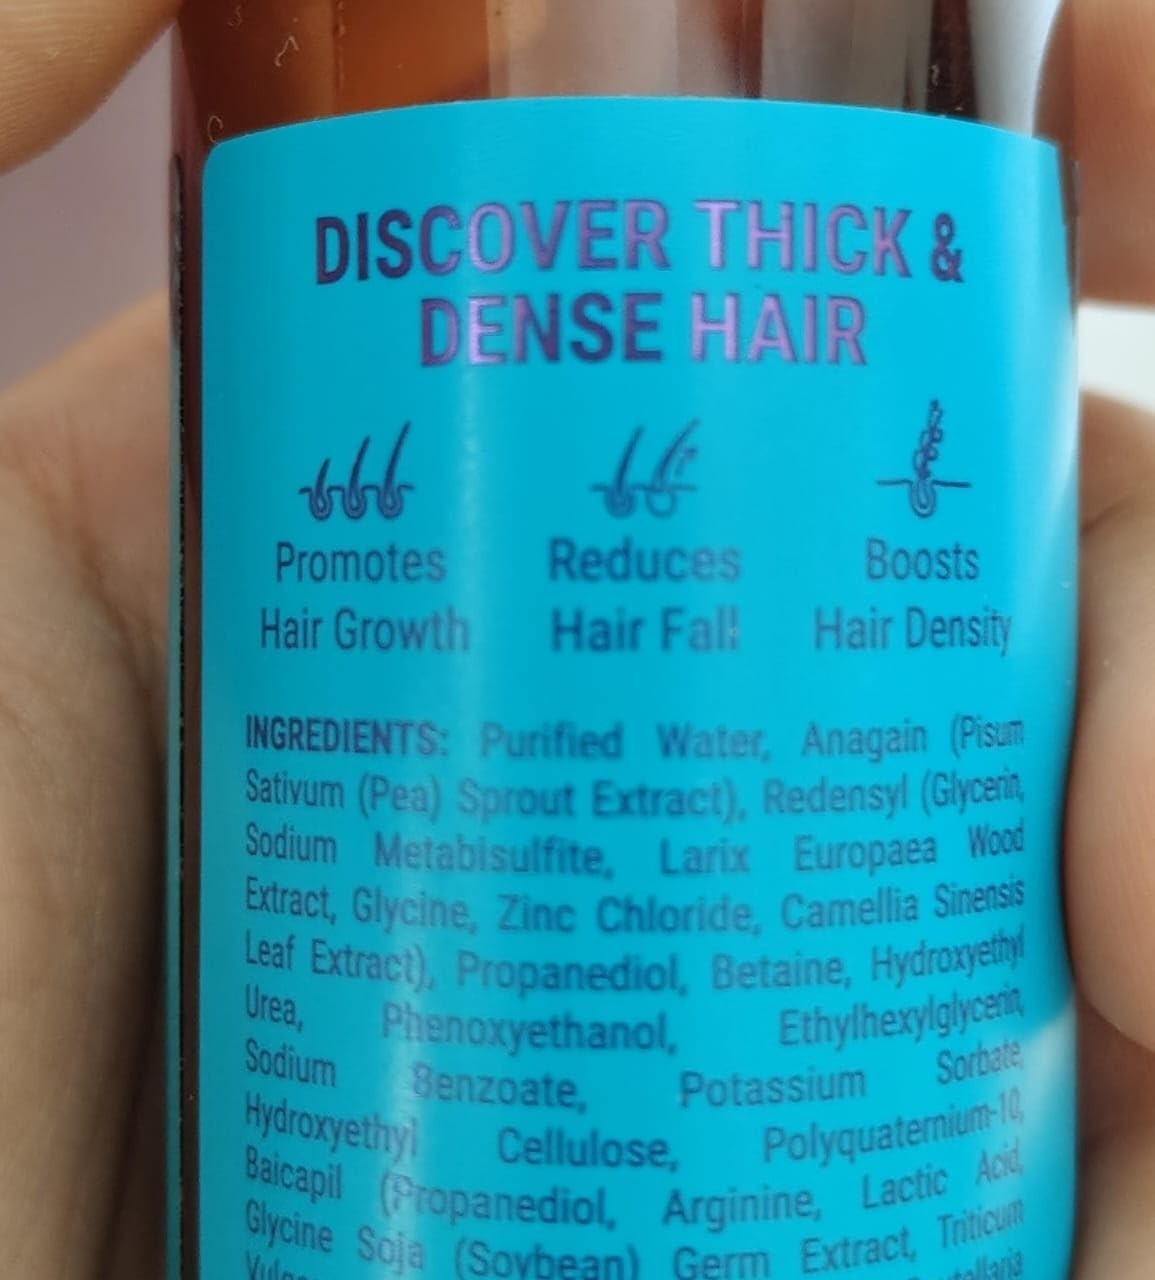 DISCOVER THICK &
DENSE HAIR
Promotes
Hair Growth
Reduces
Hair Fall
Boosts
Hair Density
INGREDIENTS: Purified Water, Anagain (Pisum
Sativum (Pea) Sprout Extract), Redensyl (Glycerin,
Sodium Metabisulfite, Larix Europaea Wood
Extract, Glycine, Zinc Chloride, Camellia Sinensis
Leaf Extract), Propanediol, Betaine, Hydroxyethyl
Urea, Phenoxyethanol, Ethylhexylglycerin,
Sodium Benzoate, Potassium Sorbate,
Hydroxyethyl Cellulose, Polyquaternium-10,
Baicapil (Propanediol, Arginine, Lactic Acid,
Glycine Soja (Soybean) Germ Extract, Triticum